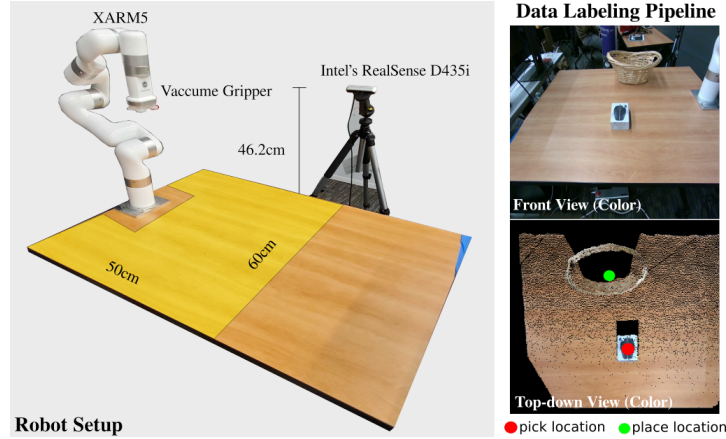 XARM5
Vaccume Gripper
Intel's RealSense D435i
46.2cm
50cm
60cm
Robot Setup
Data Labeling Pipeline
Front View (Color)
Top-down View (Color)
pick location
place location